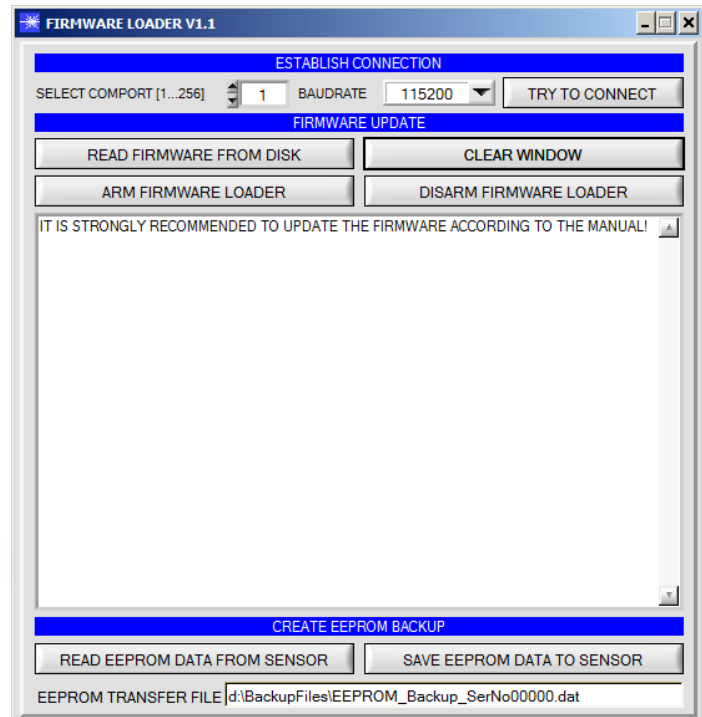 FIRMWARE LOADER V1.1
ESTABLISH CONNECTION
SELECT COMPORT [1...256] 1 BAUDRATE 115200 TRY TO CONNECT
FIRMWARE UPDATE
READ FIRMWARE FROM DISK CLEAR WINDOW
ARM FIRMWARE LOADER DISARM FIRMWARE LOADER
IT IS STRONGLY RECOMMENDED TO UPDATE THE FIRMWARE ACCORDING TO THE MANUAL!
CREATE EEPROM BACKUP
READ EEPROM DATA FROM SENSOR SAVE EEPROM DATA TO SENSOR
EEPROM TRANSFER FILE d:\BackupFiles\EEPROM_Backup_SerNo00000.dat